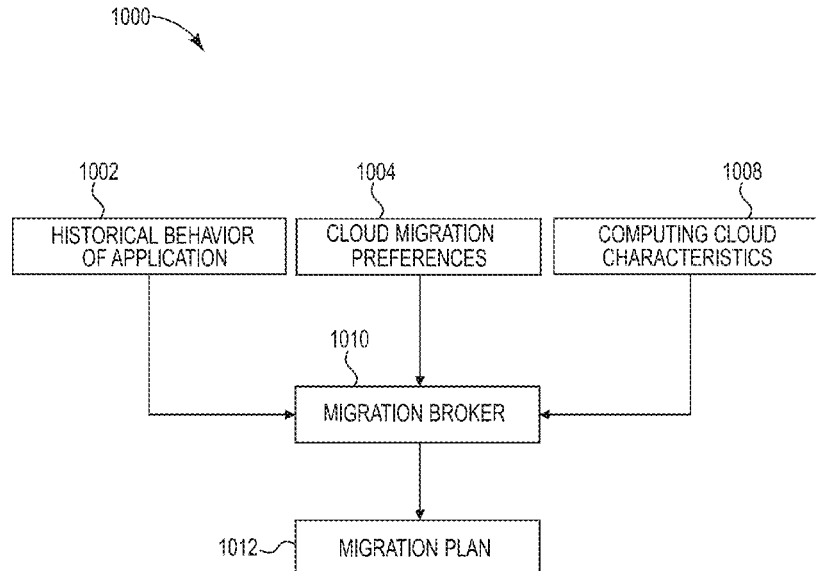 1000
1002
1004
1008
HISTORICAL BEHAVIOR
OF APPLICATION
CLOUD MIGRATION
PREFERENCES
COMPUTING CLOUD
CHARACTERISTICS
1010
MIGRATION BROKER
1012
MIGRATION PLAN